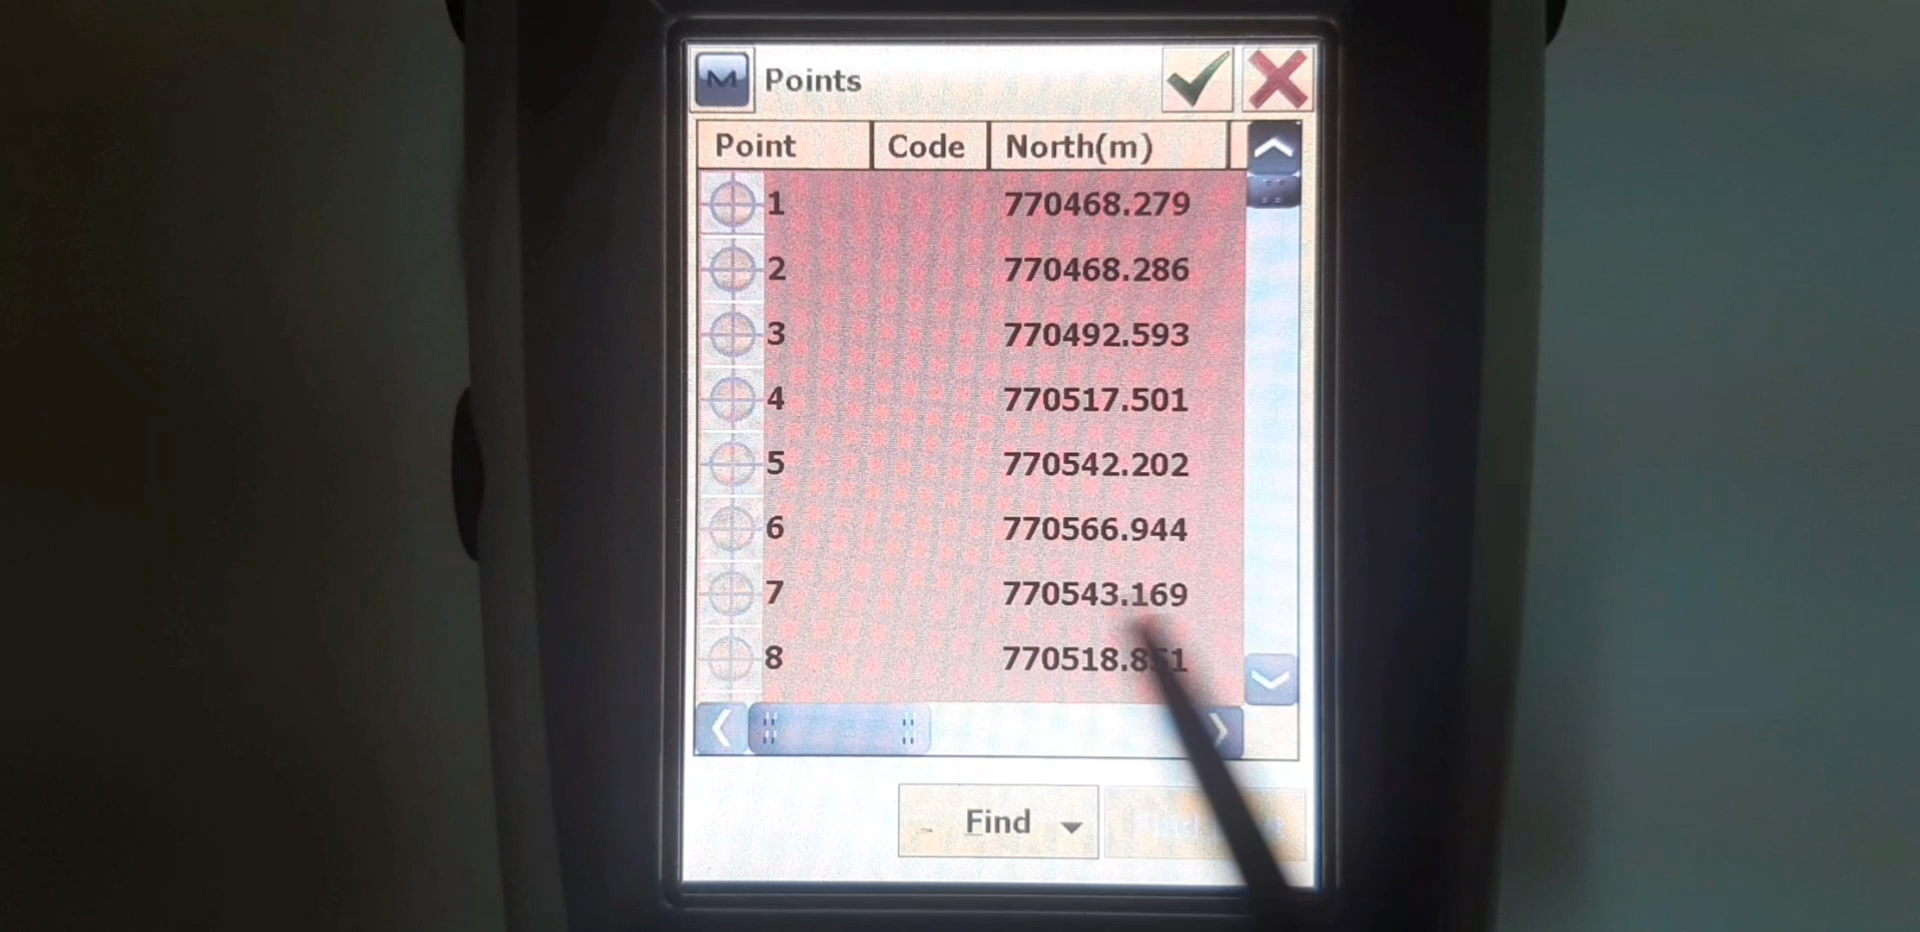 M Points
Point Code North(m)
1 770468.279
2 770468.286
3 770492.593
4 770517.501
5 770542.202
6 770566.944
7 770543.169
8
Find